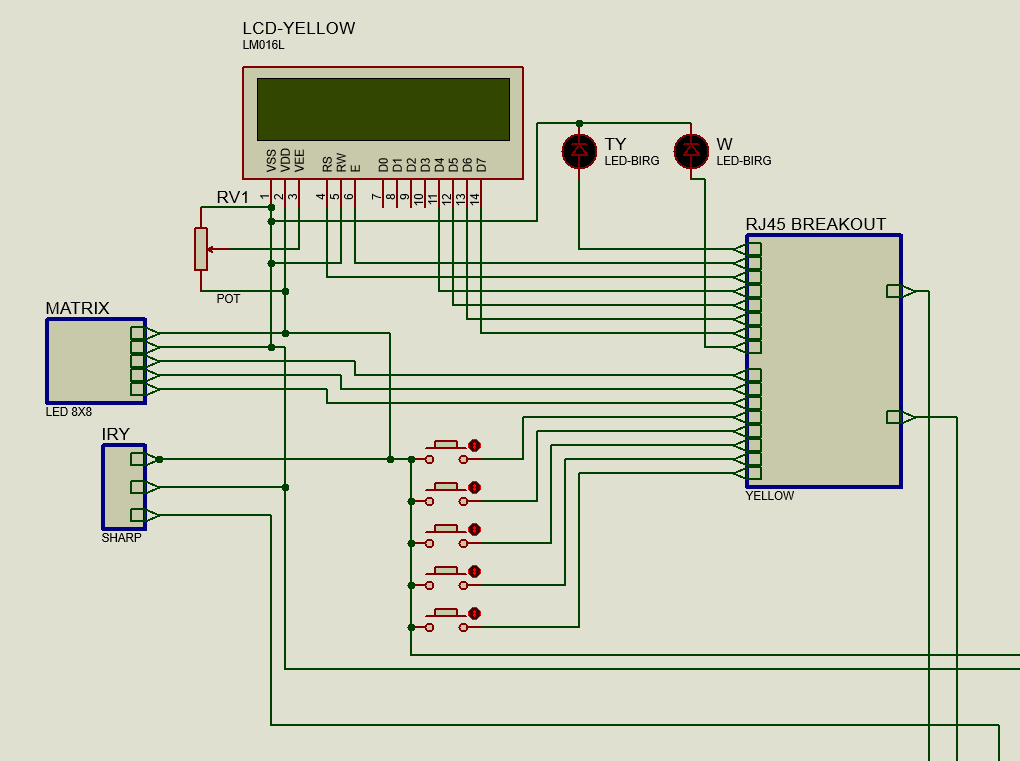 LCD-YELLOW
LM016L
VSS VDD VEE RS RW E D0 D1 D2 D3 D4 D5 D6 D7
1 2 3 4 5 6 7 8 9 10 11 12 13 14
TY
LED-BIRG
W
LED-BIRG
RV1
POT
RJ45 BREAKOUT
YELLOW
MATRIX
LED 8X8
IRY
SHARP